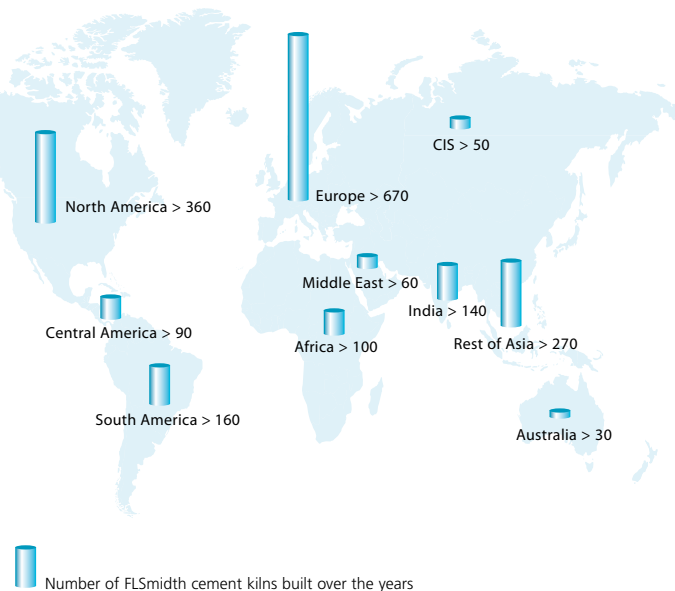 CIS > 50
Europe > 670
North America > 360
Middle East > 60
India > 140
Central America > 90
Africa > 100
Rest of Asia > 270
South America > 160
Australia > 30
Number of FLSmidth cement kilns built over the years